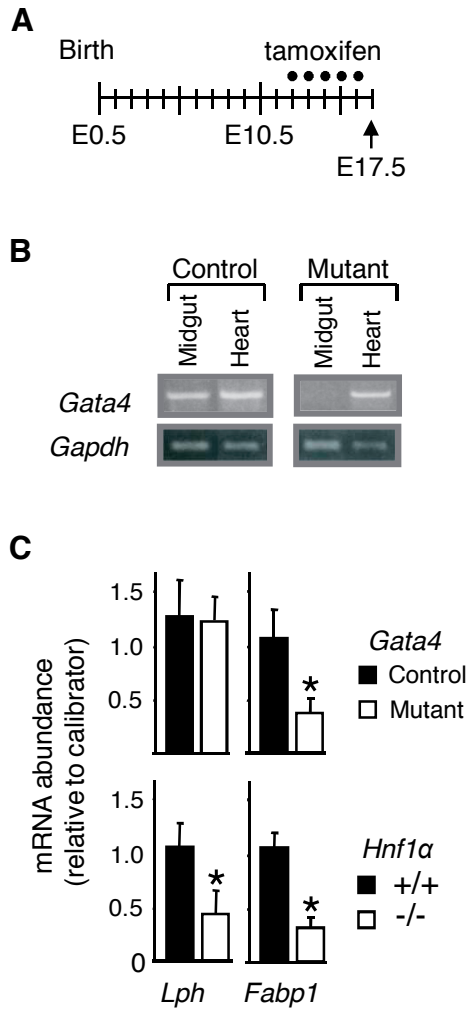 A
Birth
tamoxifen
E0.5
E10.5
E17.5
B
Control
Mutant
Midgut
Heart
Midgut
Heart
Gata4
Gapdh
C
mRNA abundance
(relative to calibrator)
1.5
1.0
0.5
*
Gata4
Control
Mutant
1.5
1.0
0.5
0
*
*
Hnf1α
+/+
-/-
Lph
Fabp1